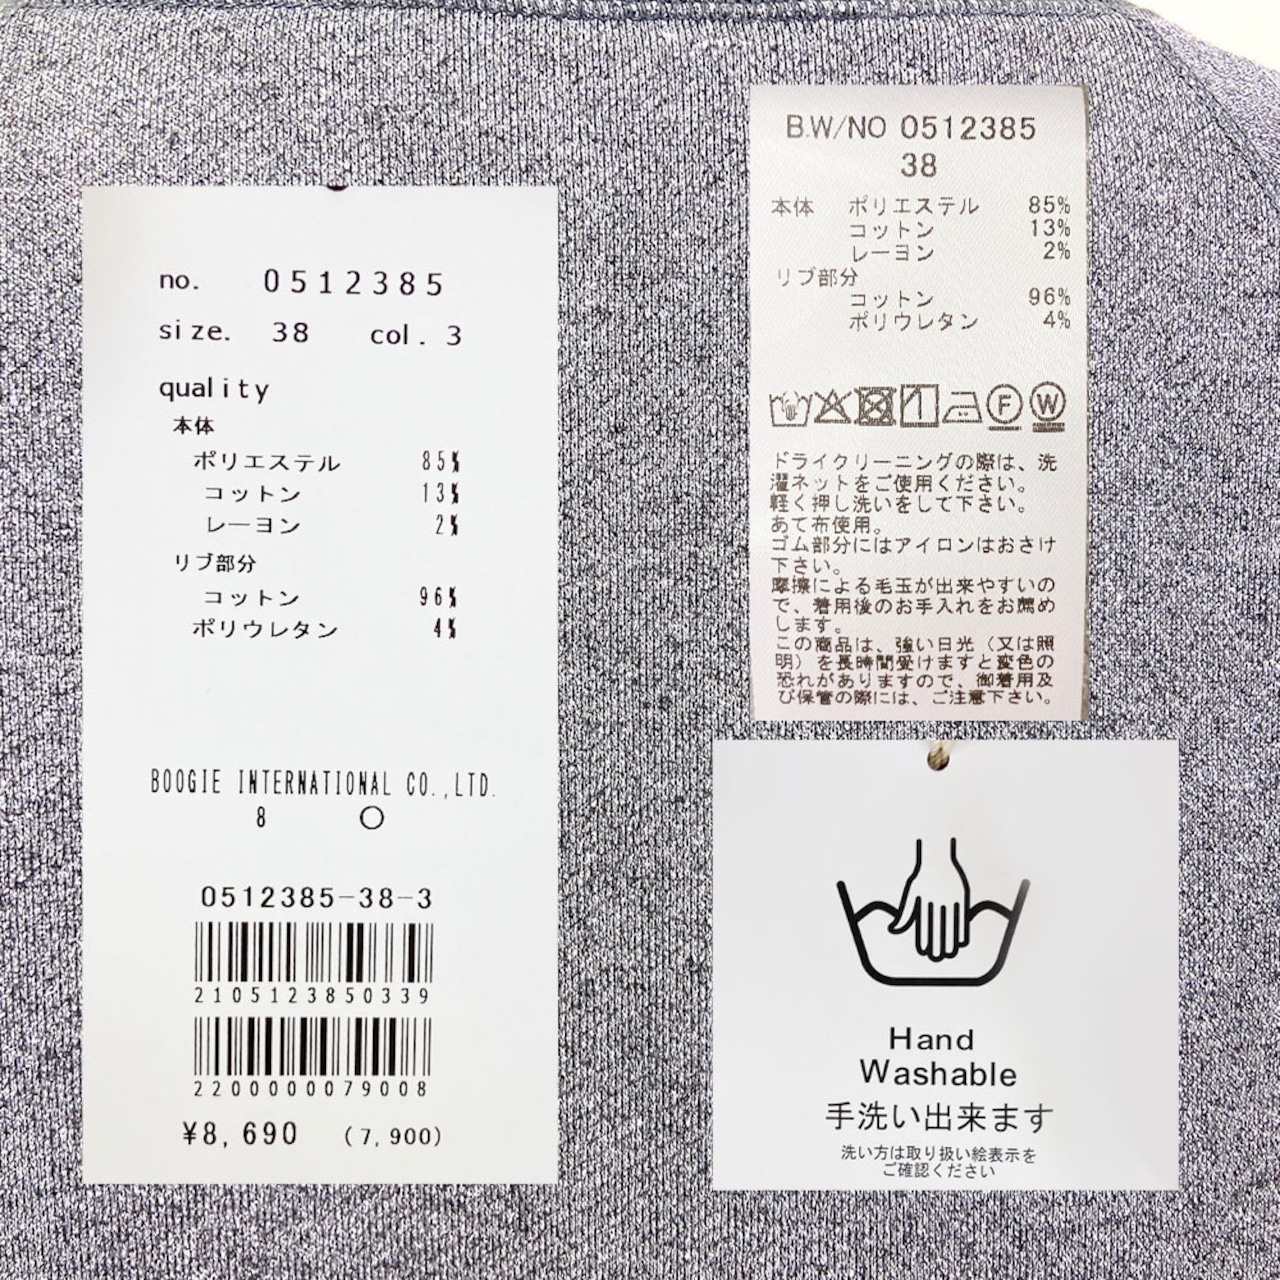 no. 0512385
size. 38 col. 3
quality
本体
ポリエステル 85%
コットン 13%
レーヨン 2%
リブ部分
コットン 96%
ポリウレタン 4%
BOOGIE INTERNATIONAL CO.,LTD.
8 ○
0512385-38-3
2105123850339
2200000079008
¥8,690 (7,900)
B.W/NO 0512385
38
本体 ポリエステル 85%
コットン 13%
レーヨン 2%
リブ部分
コットン 96%
ポリウレタン 4%
F W
ドライクリーニングの際は、洗
濯ネットをご使用ください。
軽く押し洗いをして下さい。
あて布使用。
ゴム部分にはアイロンはおさけ
下さい。
摩擦による毛玉が出来やすいの
で、着用後のお手入れをお薦め
します。
この商品は、強い日光（又は照
明）を長時間受けますと変色の
恐れがありますので、御着用及
び保管の際には、ご注意下さい。
Hand
Washable
手洗い出来ます
洗い方は取り扱い絵表示を
ご確認ください